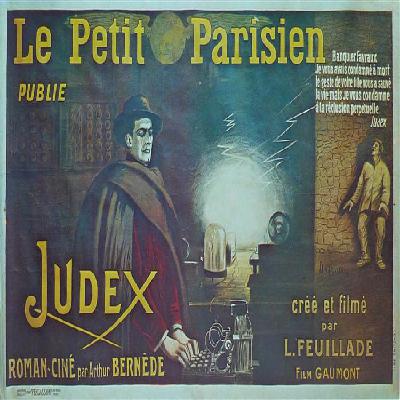 Le Petit Parisien
PUBLIE
Banquier Favraux
Je vous avais condamné à mort
le geste de votre fille vous a sauvé
la vie mais je vous condamne
à la réclusion perpétuelle
Judex
JUDEX
ROMAN-CINÉ par Arthur BERNÈDE
créé et filmé
par
L. FEUILLADE
FILM GAUMONT